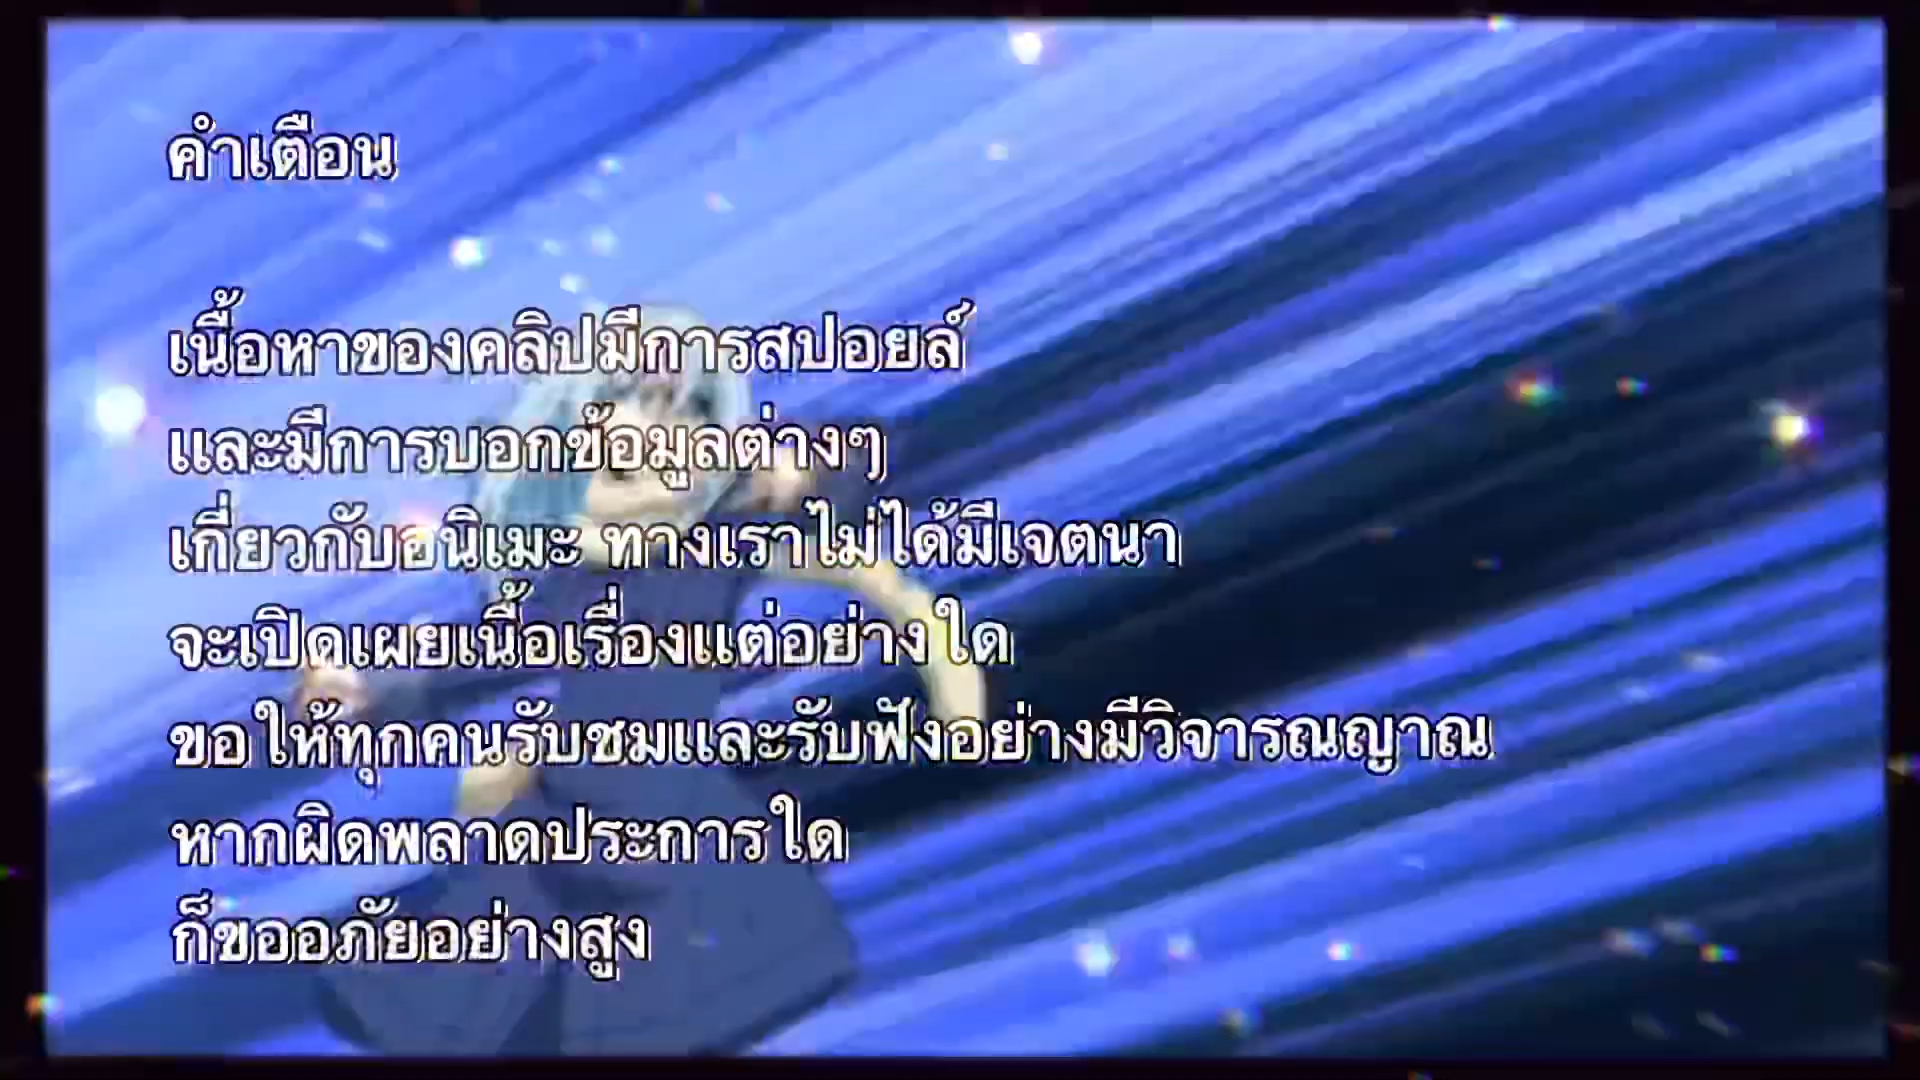 คำเตือน
เนื้อหาของคลิปมีการสปอยล์
และมีการบอกข้อมูลต่างๆ
เกี่ยวกับอนิเมะ ทางเราไม่ได้มีเจตนา
จะเปิดเผยเนื้อเรื่องแต่อย่างใด
ขอให้ทุกคนรับชมและรับฟังอย่างมีวิจารณญาณ
หากผิดพลาดประการใด
ก็ขออภัยอย่างสูง